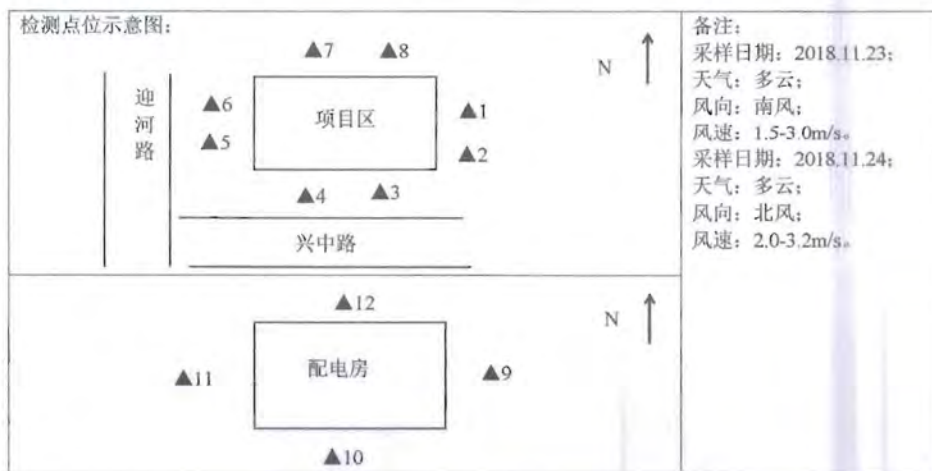 检测点位示意图：
▲7 ▲8
N
迎河路
▲6
项目区
▲1
▲5
▲2
▲4 ▲3
兴中路
▲12
N
▲11
配电房
▲9
▲10
备注：
采样日期：2018.11.23；
天气：多云；
风向：南风；
风速：1.5-3.0m/s。
采样日期：2018.11.24；
天气：多云；
风向：北风；
风速：2.0-3.2m/s。